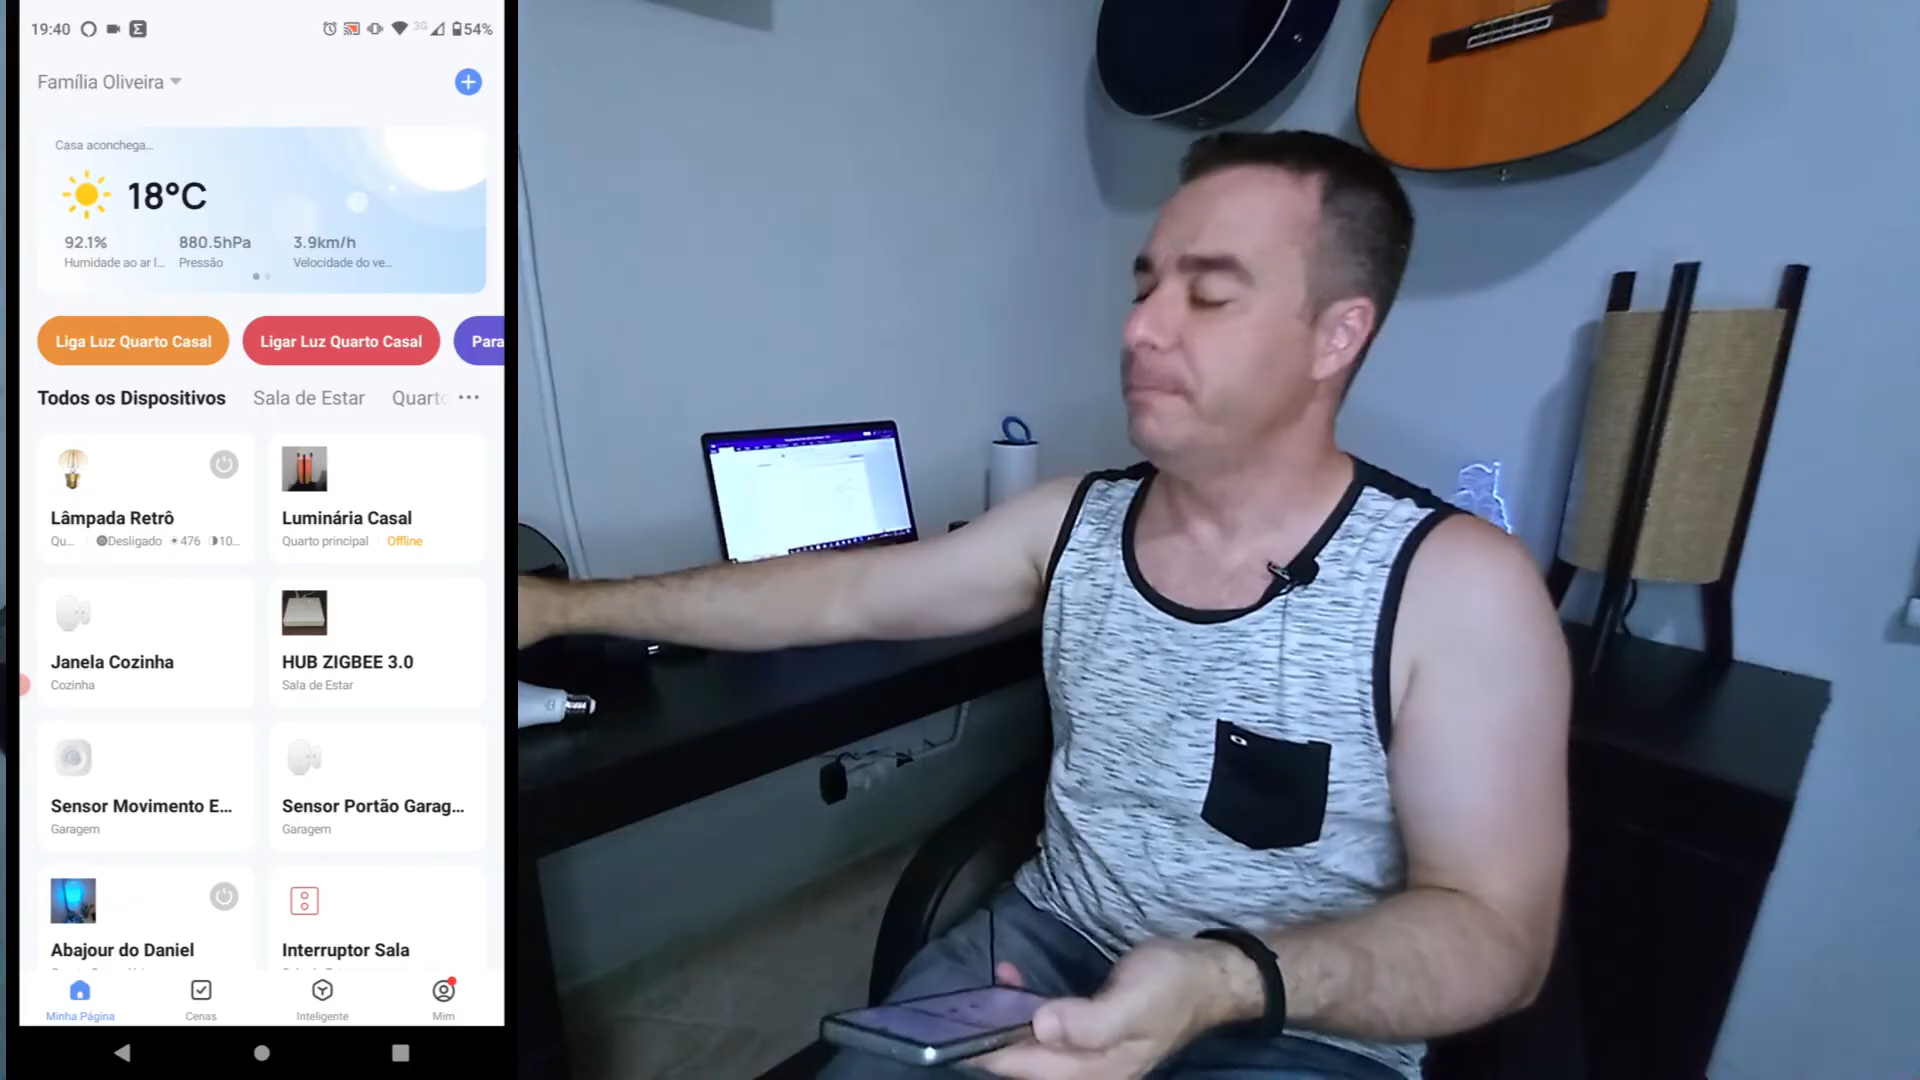 19:40
3G
54%
Família Oliveira
Casa aconchega...
18°C
92.1% 880.5hPa 3.9km/h
Humidade ao ar l... Pressão Velocidade do ve...
Liga Luz Quarto Casal Ligar Luz Quarto Casal Para
Todos os Dispositivos Sala de Estar Quarto
Lâmpada Retrô
Qu... Desligado 476 10...
Luminária Casal
Quarto principal Offline
Janela Cozinha
Cozinha
HUB ZIGBEE 3.0
Sala de Estar
Sensor Movimento E...
Garagem
Sensor Portão Garag...
Garagem
Abajour do Daniel
Interruptor Sala
Minha Página Cenas Inteligente Mim